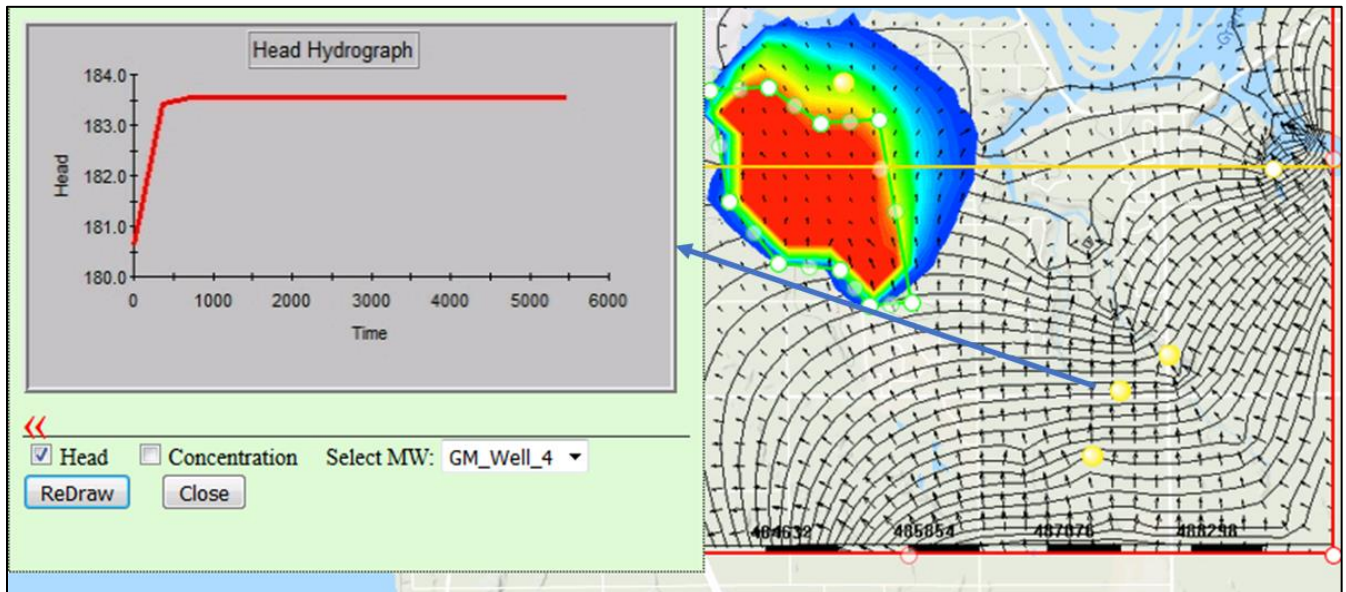 Head Hydrograph
184.0
183.0
182.0
181.0
180.0
Head
0 1000 2000 3000 4000 5000 6000
Time
«
Head Concentration Select MW: GM_Well_4
ReDraw Close
484632 485854 487076 488298